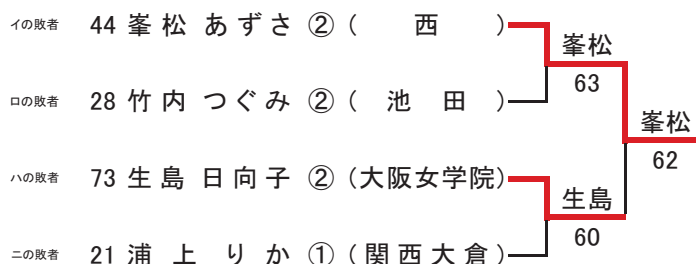 イの敗者 44 峯松 あずさ ② ( 西 )
峯松
63
ロの敗者 28 竹内 つぐみ ② ( 池田 )
峯松
62
ハの敗者 73 生島 日向子 ② (大阪女学院)
生島
60
ニの敗者 21 浦上 りか ① (関西大倉)